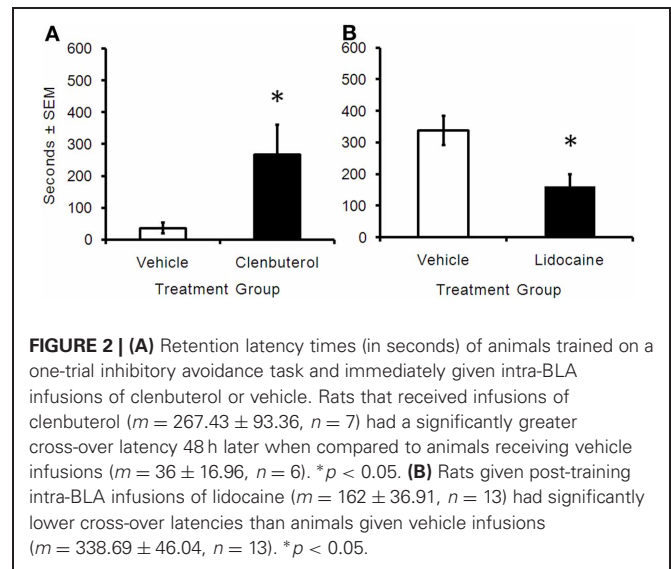 A
B
600
500
400
300
200
100
0
Seconds ± SEM
*
Vehicle Clenbuterol
Treatment Group
600
500
400
300
200
100
0
*
Vehicle Lidocaine
Treatment Group
FIGURE 2 | (A) Retention latency times (in seconds) of animals trained on a
one-trial inhibitory avoidance task and immediately given intra-BLA
infusions of clenbuterol or vehicle. Rats that received infusions of
clenbuterol (m = 267.43 ± 93.36, n = 7) had a significantly greater
cross-over latency 48 h later when compared to animals receiving vehicle
infusions (m = 36 ± 16.96, n = 6). *p < 0.05. (B) Rats given post-training
intra-BLA infusions of lidocaine (m = 162 ± 36.91, n = 13) had significantly
lower cross-over latencies than animals given vehicle infusions
(m = 338.69 ± 46.04, n = 13). *p < 0.05.